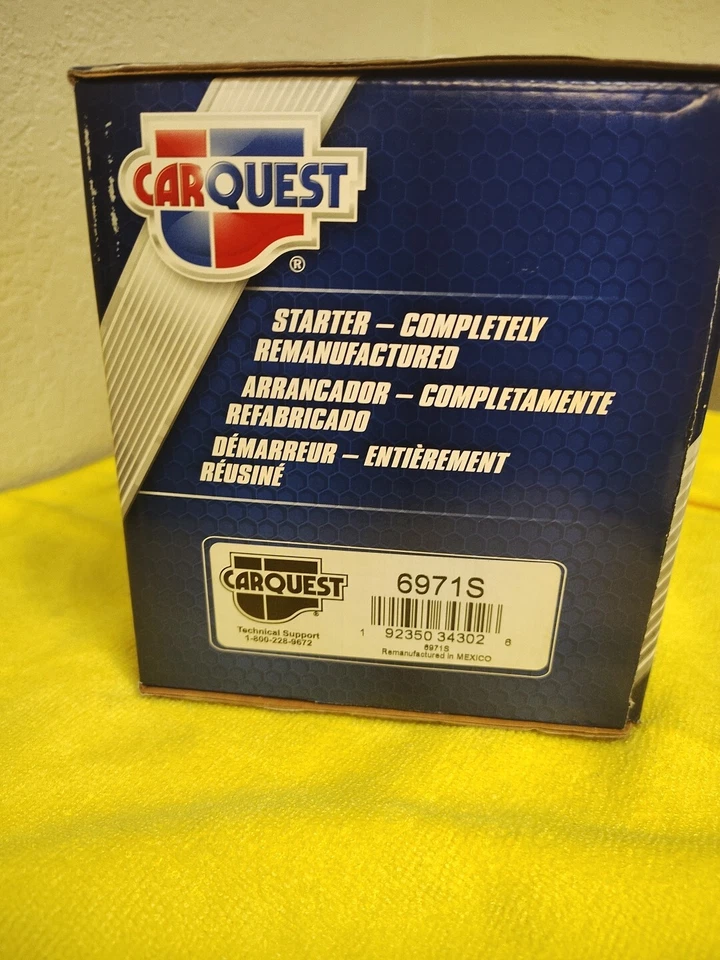 CARQUEST
®
STARTER – COMPLETELY
REMANUFACTURED
ARRANCADOR – COMPLETAMENTE
REFABRICADO
DÉMARREUR – ENTIÈREMENT
RÉUSINÉ
CARQUEST
®
Technical Support
1-800-228-9672
6971S
1 92350 34302 6
6971S
Remanufactured in MEXICO